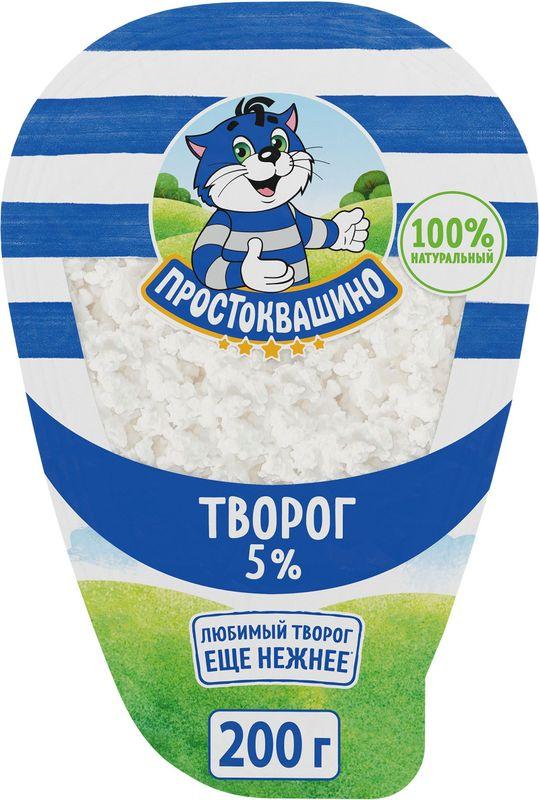 ПРОСТОКВАШИНО
100%
НАТУРАЛЬНЫЙ
ТВОРОГ
5%
ЛЮБИМЫЙ ТВОРОГ
ЕЩЕ НЕЖНЕЕ*
200 г